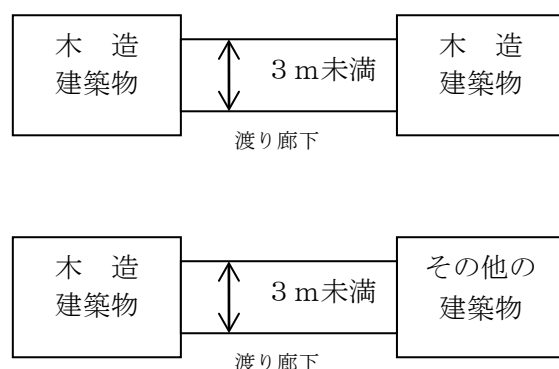 木　造
建築物
３ｍ未満
木　造
建築物
渡り廊下
木　造
建築物
３ｍ未満
その他の
建築物
渡り廊下